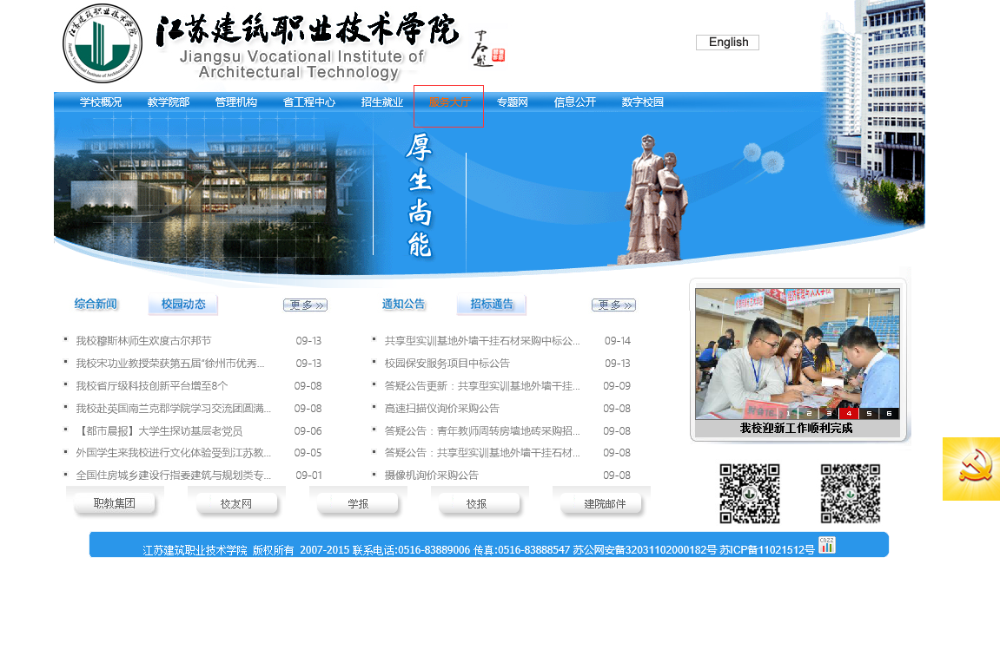 江苏建筑职业技术学院
Jiangsu Vocational Institute of
Architectural Technology
English
学校概况 教学院部 管理机构 省工程中心 招生就业 服务大厅 专题网 信息公开 数字校园
厚生尚能
综合新闻 校园动态 更多>>
我校穆斯林师生欢度古尔邦节 09-13
我校宋功业教授荣获第五届“徐州市优秀... 09-13
我校省厅级科技创新平台增至8个 09-08
我校赴英国南兰克郡学院学习交流团圆满... 09-08
【都市晨报】大学生探访基层老党员 09-06
外国学生来我校进行文化体验受到江苏教... 09-05
全国住房城乡建设行指委建筑与规划类专... 09-01
通知公告 招标通告 更多>>
共享型实训基地外墙干挂石材采购中标公... 09-14
校园保安服务项目中标公告 09-13
答疑公告更新：共享型实训基地外墙干挂... 09-09
高速扫描仪询价采购公告 09-08
答疑公告：青年教师周转房墙地砖采购招... 09-08
答疑公告：共享型实训基地外墙干挂石材... 09-08
摄像机询价采购公告 09-08
1 2 3 4 5 6
我校迎新工作顺利完成
职教集团 校友网 学报 校报 建院邮件
江苏建筑职业技术学院 版权所有 2007-2015 联系电话:0516-83889006 传真:0516-83888547 苏公网安备32031102000182号 苏ICP备11021512号
CNZZ